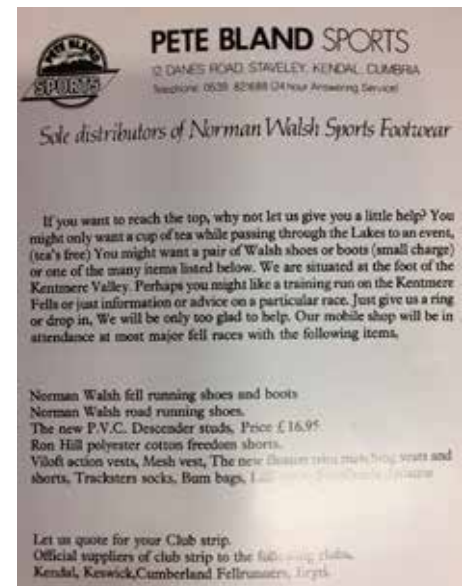 PETE BLAND
SPORTS
PETE BLAND SPORTS
12 DANES ROAD, STAVELEY, KENDAL, CUMBRIA
Telephone: 0539 821688 (24 hour Answering Service)
Sole distributors of Norman Walsh Sports Footwear
If you want to reach the top, why not let us give you a little help? You
might only want a cup of tea while passing through the Lakes to an event,
(tea's free) You might want a pair of Walsh shoes or boots (small charge)
or one of the many items listed below. We are situated at the foot of the
Kentmere Valley. Perhaps you might like a training run on the Kentmere
Fells or just information or advice on a particular race. Just give us a ring
or drop in, We will be only too glad to help. Our mobile shop will be in
attendance at most major fell races with the following items,
Norman Walsh fell running shoes and boots
Norman Walsh road running shoes.
The new P.V.C. Descender studs, Price £16.95
Ron Hill polyester cotton freedom shorts.
Viloft action vests, Mesh vest, The new matching vests and
shorts, Tracksters socks, Bum bags,
Let us quote for your Club strip.
Official suppliers of club strip to the following clubs,
Kendal, Keswick,Cumberland Fellrunners,